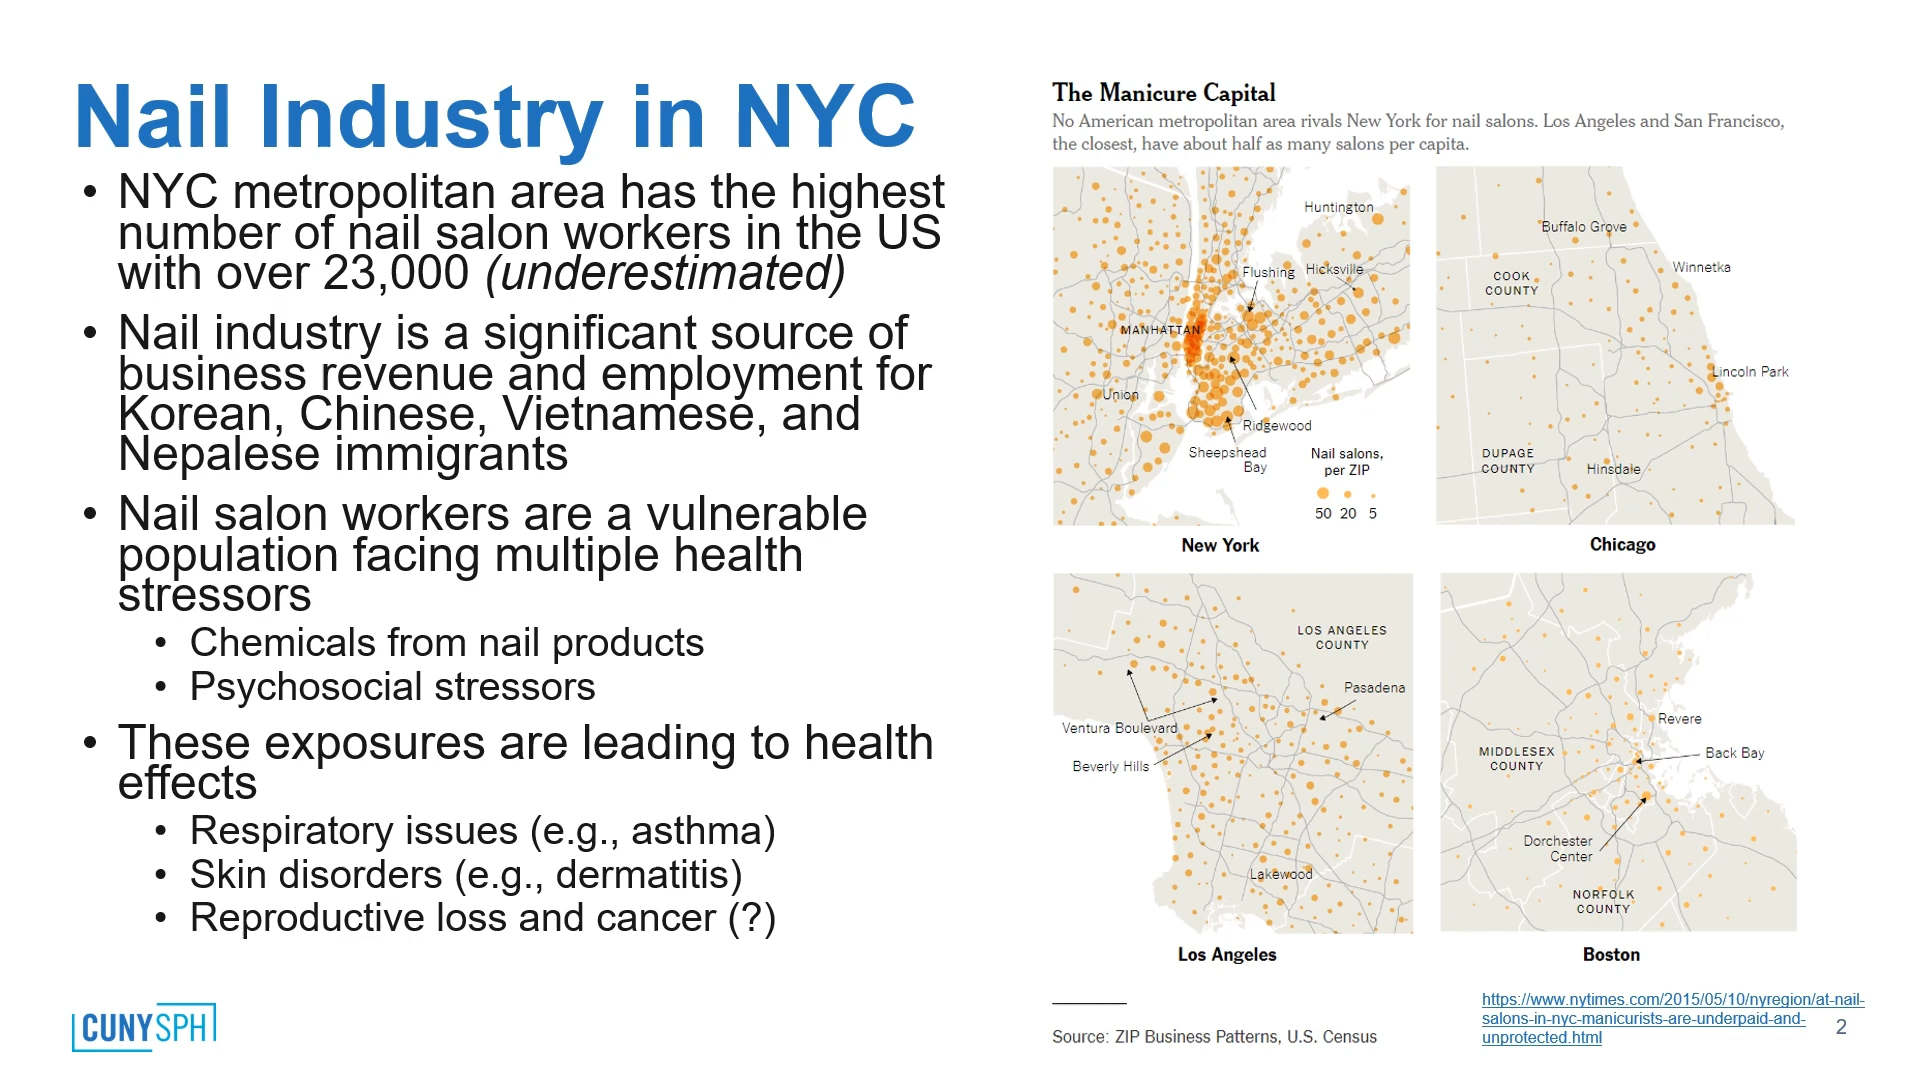 Nail Industry in NYC
• NYC metropolitan area has the highest
number of nail salon workers in the US
with over 23,000 (underestimated)
• Nail industry is a significant source of
business revenue and employment for
Korean, Chinese, Vietnamese, and
Nepalese immigrants
• Nail salon workers are a vulnerable
population facing multiple health
stressors
• Chemicals from nail products
• Psychosocial stressors
• These exposures are leading to health
effects
• Respiratory issues (e.g., asthma)
• Skin disorders (e.g., dermatitis)
• Reproductive loss and cancer (?)
CUNYSPH
The Manicure Capital
No American metropolitan area rivals New York for nail salons. Los Angeles and San Francisco,
the closest, have about half as many salons per capita.
Huntington
Flushing
Hicksville
MANHATTAN
Union
Ridgewood
Sheepshead
Bay
Nail salons,
per ZIP
50 20 5
New York
Buffalo Grove
Winnetka
COOK
COUNTY
Lincoln Park
DUPAGE
COUNTY
Hinsdale
Chicago
LOS ANGELES
COUNTY
Pasadena
Ventura Boulevard
Beverly Hills
Lakewood
Los Angeles
Revere
MIDDLESEX
COUNTY
Back Bay
Dorchester
Center
NORFOLK
COUNTY
Boston
Source: ZIP Business Patterns, U.S. Census
https://www.nytimes.com/2015/05/10/nyregion/at-nail-
salons-in-nyc-manicurists-are-underpaid-and-
unprotected.html
2